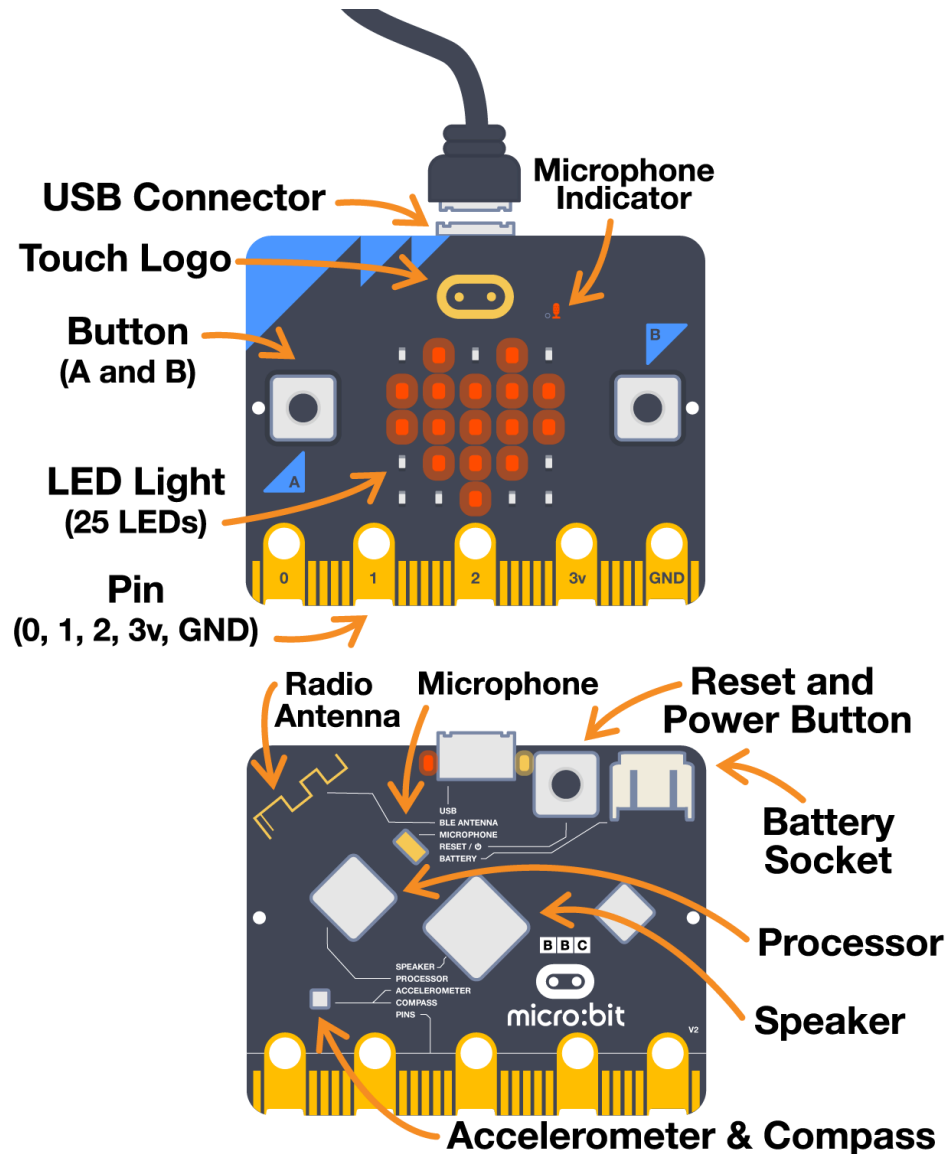 Microphone
Indicator
USB Connector
Touch Logo
Button
(A and B)
B
A
LED Light
(25 LEDs)
0
1
2
3v
GND
Pin
(0, 1, 2, 3v, GND)
Radio
Antenna
Microphone
Reset and
Power Button
USB
BLE ANTENNA
MICROPHONE
RESET / ⏻
BATTERY
Battery
Socket
Processor
BBC
micro:bit
SPEAKER
PROCESSOR
ACCELEROMETER
COMPASS
PINS
Speaker
V2
Accelerometer & Compass